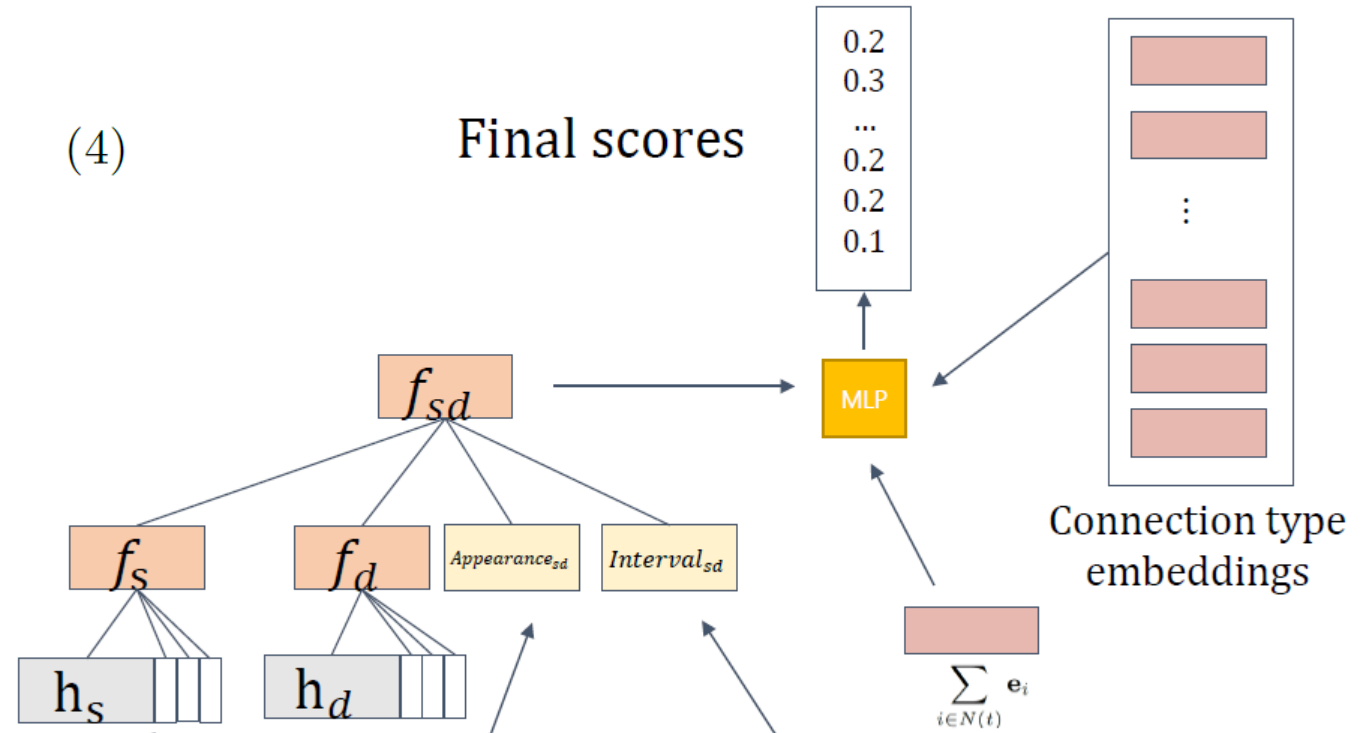 (4)
Final scores
0.2
0.3
...
0.2
0.2
0.1
⋮
f_sd
MLP
f_s
f_d
Appearance_sd
Interval_sd
Connection type
embeddings
h_s
h_d
∑ e_i
i∈N(t)